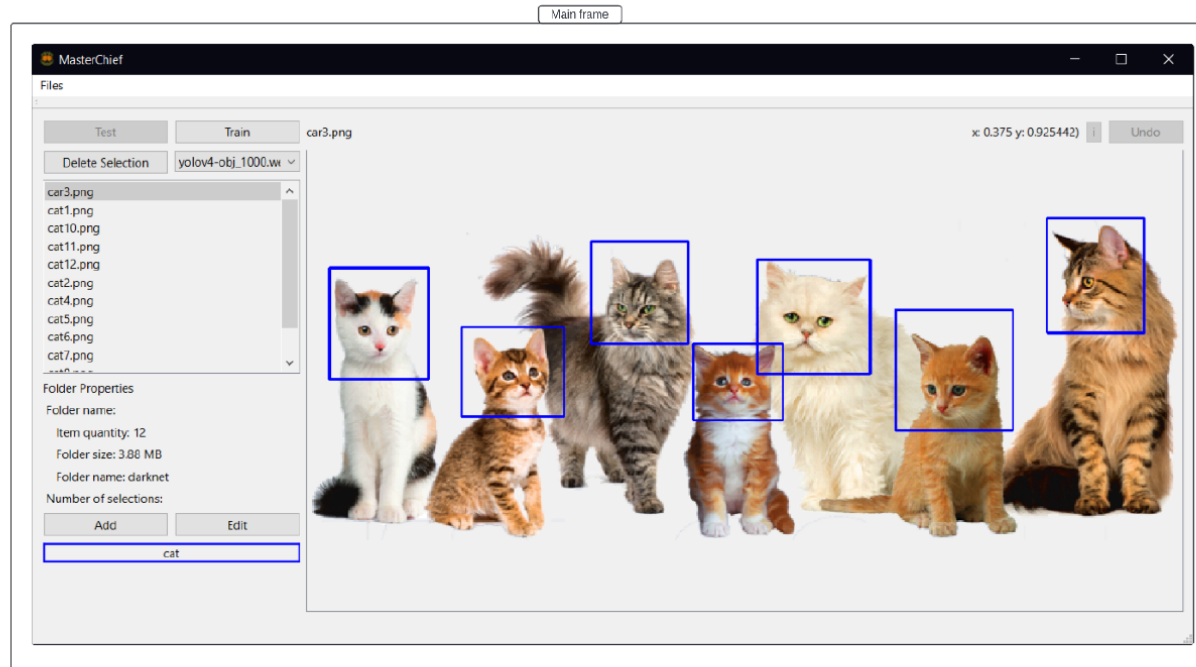 Main frame
MasterChief
Files
Test
Train
car3.png
x: 0.375 y: 0.925442)
i
Undo
Delete Selection
yolov4-obj_1000.we
car3.png
cat1.png
cat10.png
cat11.png
cat12.png
cat2.png
cat4.png
cat5.png
cat6.png
cat7.png
Folder Properties
Folder name:
Item quantity: 12
Folder size: 3.88 MB
Folder name: darknet
Number of selections:
Add
Edit
cat